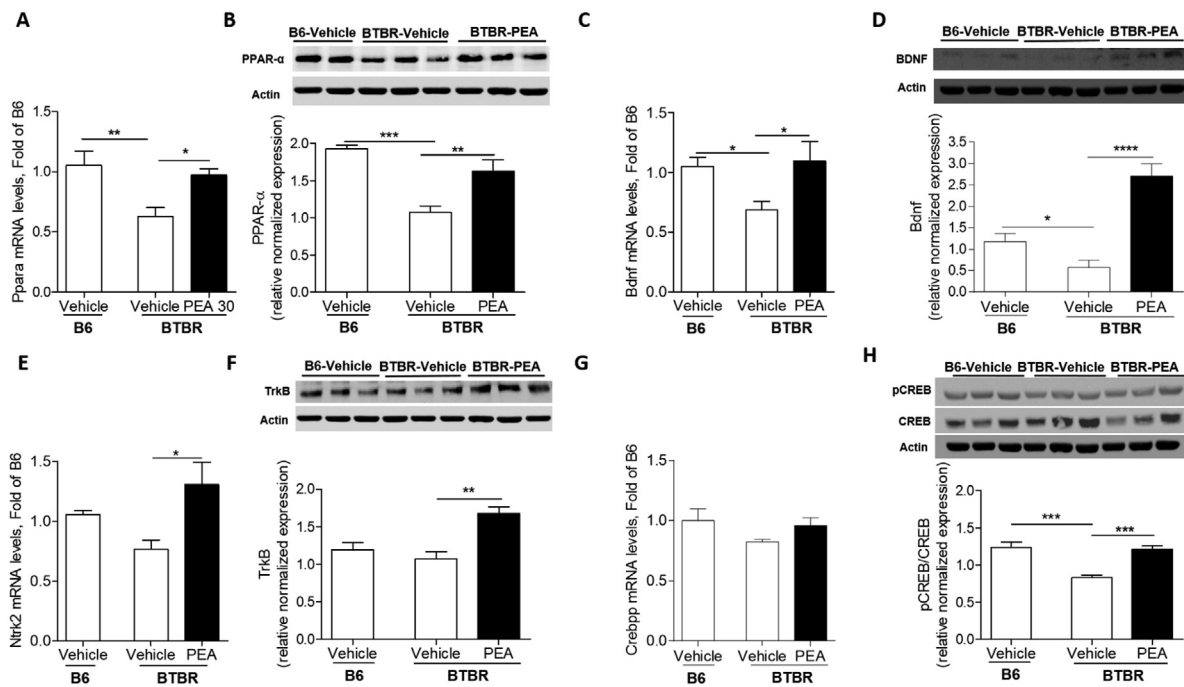 A
Ppara mRNA levels, Fold of B6
1.5
1.0
0.5
0.0
**
*
Vehicle
Vehicle PEA 30
B6
BTBR
B
B6-Vehicle BTBR-Vehicle BTBR-PEA
PPAR-α
Actin
PPAR-α
(relative normalized expression)
2.0
1.5
1.0
0.5
0.0
***
**
Vehicle Vehicle PEA
B6 BTBR
C
Bdnf mRNA levels, Fold of B6
1.5
1.0
0.5
0.0
*
*
Vehicle Vehicle PEA
B6 BTBR
D
B6-Vehicle BTBR-Vehicle BTBR-PEA
BDNF
Actin
Bdnf
(relative normalized expression)
3.0
2.5
2.0
1.5
1.0
0.5
0.0
****
*
Vehicle Vehicle PEA
B6 BTBR
E
Ntrk2 mRNA levels, Fold of B6
1.5
1.0
0.5
0.0
*
Vehicle Vehicle PEA
B6 BTBR
F
B6-Vehicle BTBR-Vehicle BTBR-PEA
TrkB
Actin
TrkB
(relative normalized expression)
2.0
1.5
1.0
0.5
0.0
**
Vehicle Vehicle PEA
B6 BTBR
G
Crebpp mRNA levels, Fold of B6
1.5
1.0
0.5
0.0
Vehicle Vehicle PEA
B6 BTBR
H
B6-Vehicle BTBR-Vehicle BTBR-PEA
pCREB
CREB
Actin
pCREB/CREB
(relative normalized expression)
2.0
1.5
1.0
0.5
0.0
***
***
Vehicle Vehicle PEA
B6 BTBR